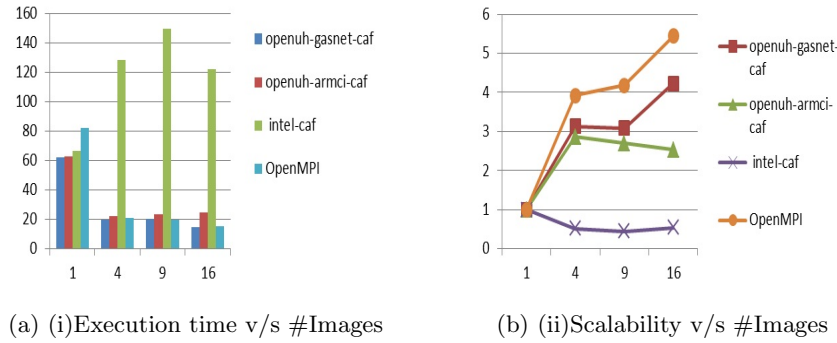 160
140
120
100
80
60
40
20
0
1 4 9 16
openuh-gasnet-caf
openuh-armci-caf
intel-caf
OpenMPI
6
5
4
3
2
1
0
1 4 9 16
openuh-gasnet-
caf
openuh-armci-
caf
intel-caf
OpenMPI
(a) (i)Execution time v/s #Images
(b) (ii)Scalability v/s #Images